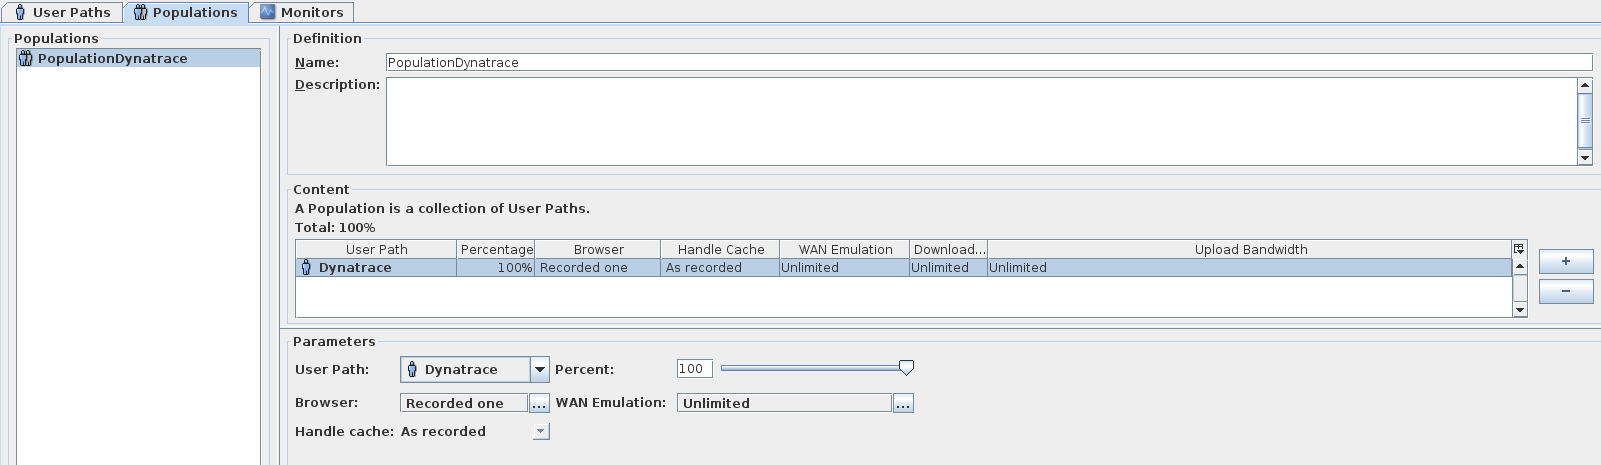 User Paths Populations Monitors
Populations
PopulationDynatrace
Definition
Name: PopulationDynatrace
Description:
Content
A Population is a collection of User Paths.
Total: 100%
User Path Percentage Browser Handle Cache WAN Emulation Download... Upload Bandwidth
Dynatrace 100% Recorded one As recorded Unlimited Unlimited Unlimited
+
−
Parameters
User Path: Dynatrace Percent: 100
Browser: Recorded one ... WAN Emulation: Unlimited ...
Handle cache: As recorded